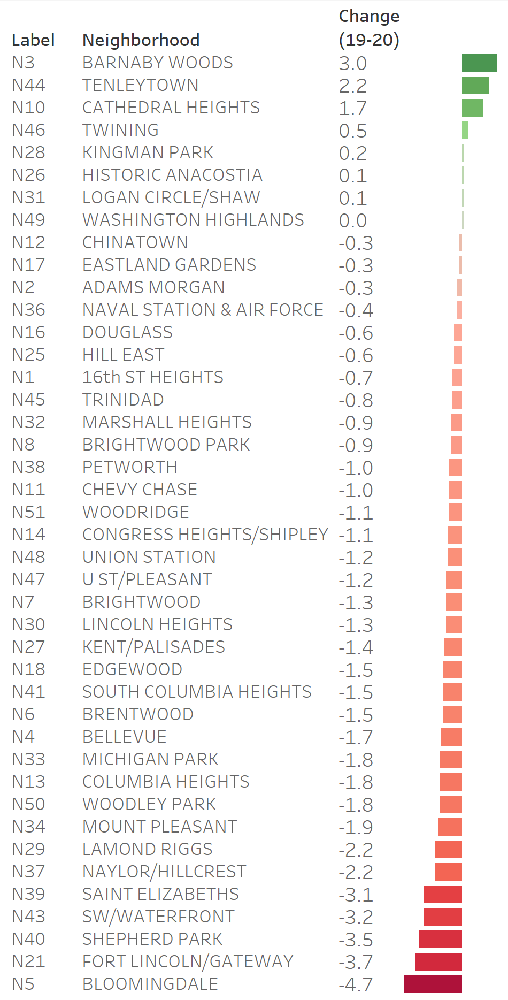 Change
Label Neighborhood (19-20)
N3 BARNABY WOODS 3.0
N44 TENLEYTOWN 2.2
N10 CATHEDRAL HEIGHTS 1.7
N46 TWINING 0.5
N28 KINGMAN PARK 0.2
N26 HISTORIC ANACOSTIA 0.1
N31 LOGAN CIRCLE/SHAW 0.1
N49 WASHINGTON HIGHLANDS 0.0
N12 CHINATOWN -0.3
N17 EASTLAND GARDENS -0.3
N2 ADAMS MORGAN -0.3
N36 NAVAL STATION & AIR FORCE -0.4
N16 DOUGLASS -0.6
N25 HILL EAST -0.6
N1 16th ST HEIGHTS -0.7
N45 TRINIDAD -0.8
N32 MARSHALL HEIGHTS -0.9
N8 BRIGHTWOOD PARK -0.9
N38 PETWORTH -1.0
N11 CHEVY CHASE -1.0
N51 WOODRIDGE -1.1
N14 CONGRESS HEIGHTS/SHIPLEY -1.1
N48 UNION STATION -1.2
N47 U ST/PLEASANT -1.2
N7 BRIGHTWOOD -1.3
N30 LINCOLN HEIGHTS -1.3
N27 KENT/PALISADES -1.4
N18 EDGEWOOD -1.5
N41 SOUTH COLUMBIA HEIGHTS -1.5
N6 BRENTWOOD -1.5
N4 BELLEVUE -1.7
N33 MICHIGAN PARK -1.8
N13 COLUMBIA HEIGHTS -1.8
N50 WOODLEY PARK -1.8
N34 MOUNT PLEASANT -1.9
N29 LAMOND RIGGS -2.2
N37 NAYLOR/HILLCREST -2.2
N39 SAINT ELIZABETHS -3.1
N43 SW/WATERFRONT -3.2
N40 SHEPHERD PARK -3.5
N21 FORT LINCOLN/GATEWAY -3.7
N5 BLOOMINGDALE -4.7